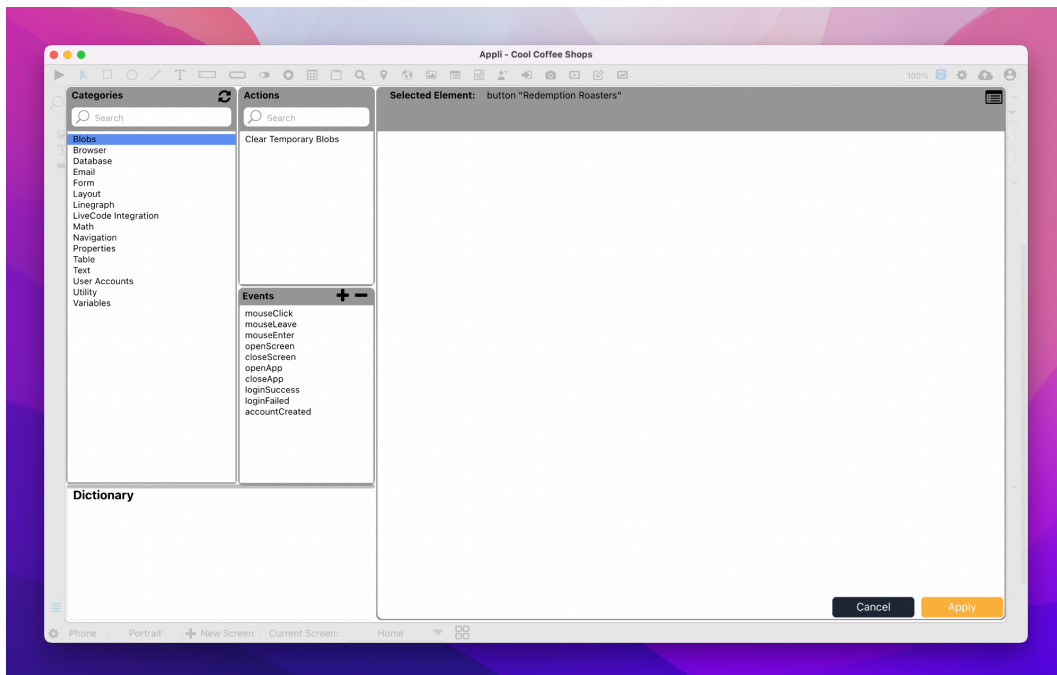 Appli - Cool Coffee Shops
T
100%
Categories
Search
Blobs
Browser
Database
Email
Form
Layout
Linegraph
LiveCode Integration
Math
Navigation
Properties
Table
Text
User Accounts
Utility
Variables
Actions
Search
Clear Temporary Blobs
Events
mouseClick
mouseLeave
mouseEnter
openScreen
closeScreen
openApp
closeApp
loginSuccess
loginFailed
accountCreated
Dictionary
Selected Element: button "Redemption Roasters"
Cancel
Apply
Phone Portrait New Screen Current Screen: Home